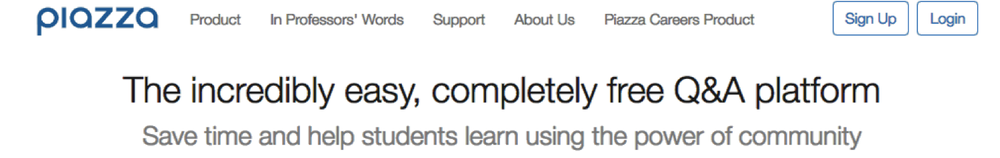 piazza Product In Professors' Words Support About Us Piazza Careers Product Sign Up Login
The incredibly easy, completely free Q&A platform
Save time and help students learn using the power of community